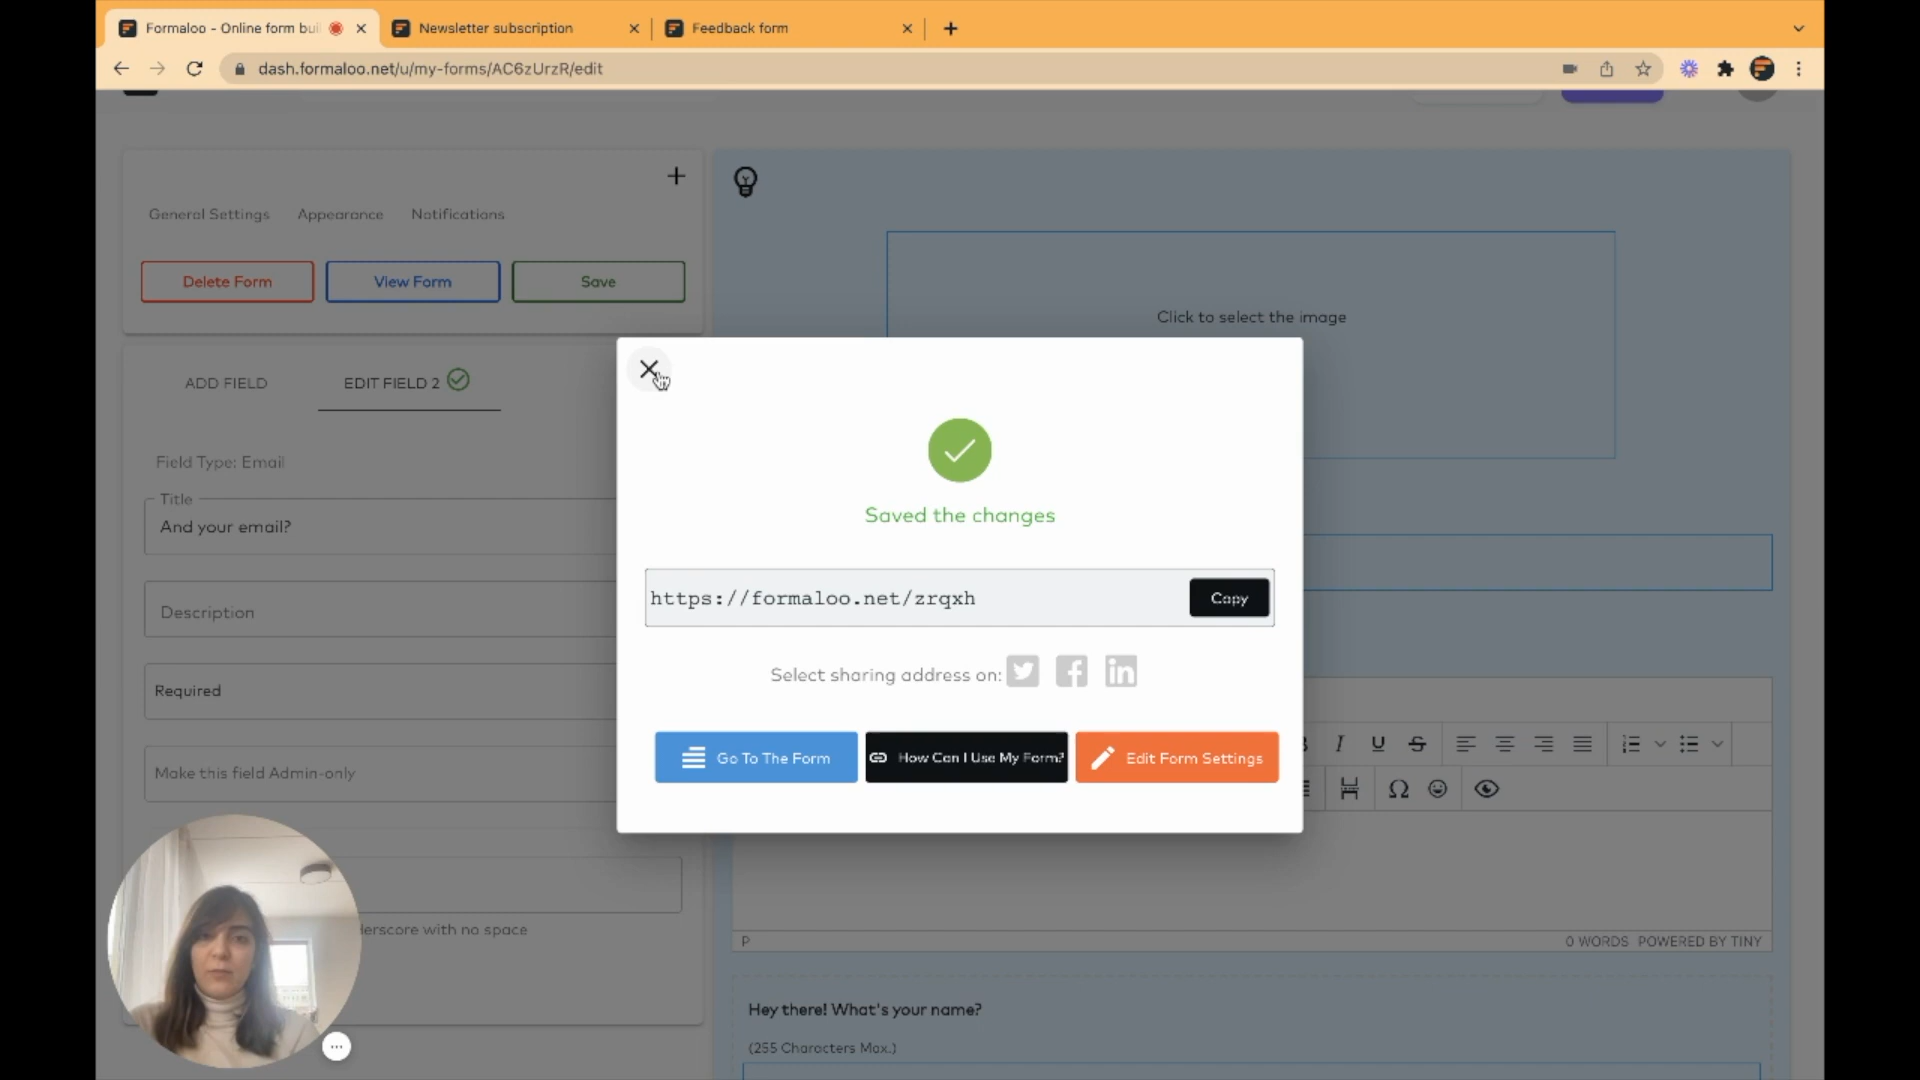 Formaloo - Online form bui
Newsletter subscription
Feedback form
dash.formaloo.net/u/my-forms/AC6zUrzR/edit
General Settings
Appearance
Notifications
Delete Form
View Form
Save
Click to select the image
ADD FIELD
EDIT FIELD 2
Field Type: Email
Title
And your email?
Description
Required
Make this field Admin-only
derscore with no space
Saved the changes
https://formaloo.net/zrqxh
Copy
Select sharing address on:
Go To The Form
How Can I Use My Form?
Edit Form Settings
P
0 WORDS POWERED BY TINY
Hey there! What's your name?
(255 Characters Max.)